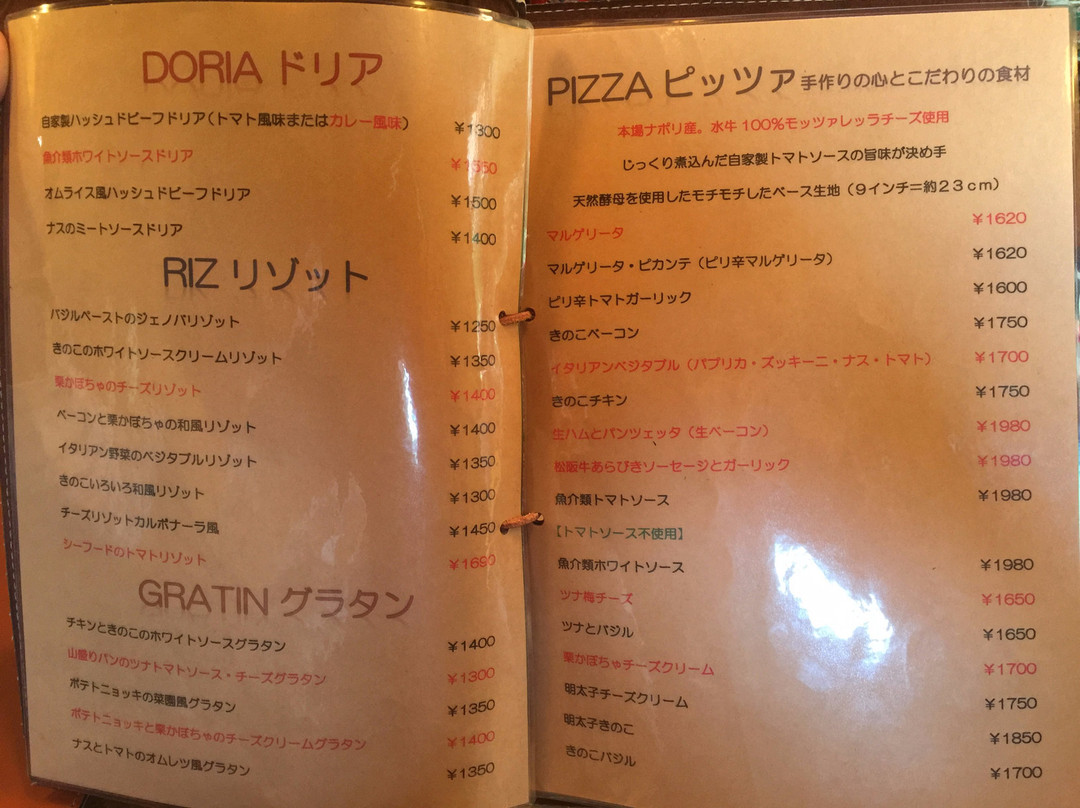 DORIA ドリア
自家製ハッシュドビーフドリア(トマト風味またはカレー風味) ¥1300
魚介類ホワイトソースドリア ¥1550
オムライス風ハッシュドビーフドリア ¥1500
ナスのミートソースドリア ¥1400
RIZ リゾット
バジルペーストのジェノバリゾット ¥1250
きのこのホワイトソースクリームリゾット ¥1350
栗かぼちゃのチーズリゾット ¥1400
ベーコンと栗かぼちゃの和風リゾット ¥1400
イタリアン野菜のベジタブルリゾット ¥1350
きのこいろいろ和風リゾット ¥1300
チーズリゾットカルボナーラ風 ¥1450
シーフードのトマトリゾット ¥1690
GRATIN グラタン
チキンときのこのホワイトソースグラタン ¥1400
山盛りパンのツナトマトソース・チーズグラタン ¥1300
ポテトニョッキの菜園風グラタン ¥1350
ポテトニョッキと栗かぼちゃのチーズクリームグラタン ¥1400
ナスとトマトのオムレツ風グラタン ¥1350
PIZZA ピッツァ 手作りの心とこだわりの食材
本場ナポリ産。水牛100%モッツァレッラチーズ使用
じっくり煮込んだ自家製トマトソースの旨味が決め手
天然酵母を使用したモチモチしたベース生地(9インチ=約23cm)
マルゲリータ ¥1620
マルゲリータ・ピカンテ(ピリ辛マルゲリータ) ¥1620
ピリ辛トマトガーリック ¥1600
きのこベーコン ¥1750
イタリアンベジタブル(パプリカ・ズッキーニ・ナス・トマト) ¥1700
きのこチキン ¥1750
生ハムとパンツェッタ(生ベーコン) ¥1980
松阪牛あらびきソーセージとガーリック ¥1980
魚介類トマトソース ¥1980
【トマトソース不使用】
魚介類ホワイトソース ¥1980
ツナ梅チーズ ¥1650
ツナとバジル ¥1650
栗かぼちゃチーズクリーム ¥1700
明太子チーズクリーム ¥1750
明太子きのこ ¥1850
きのこバジル ¥1700